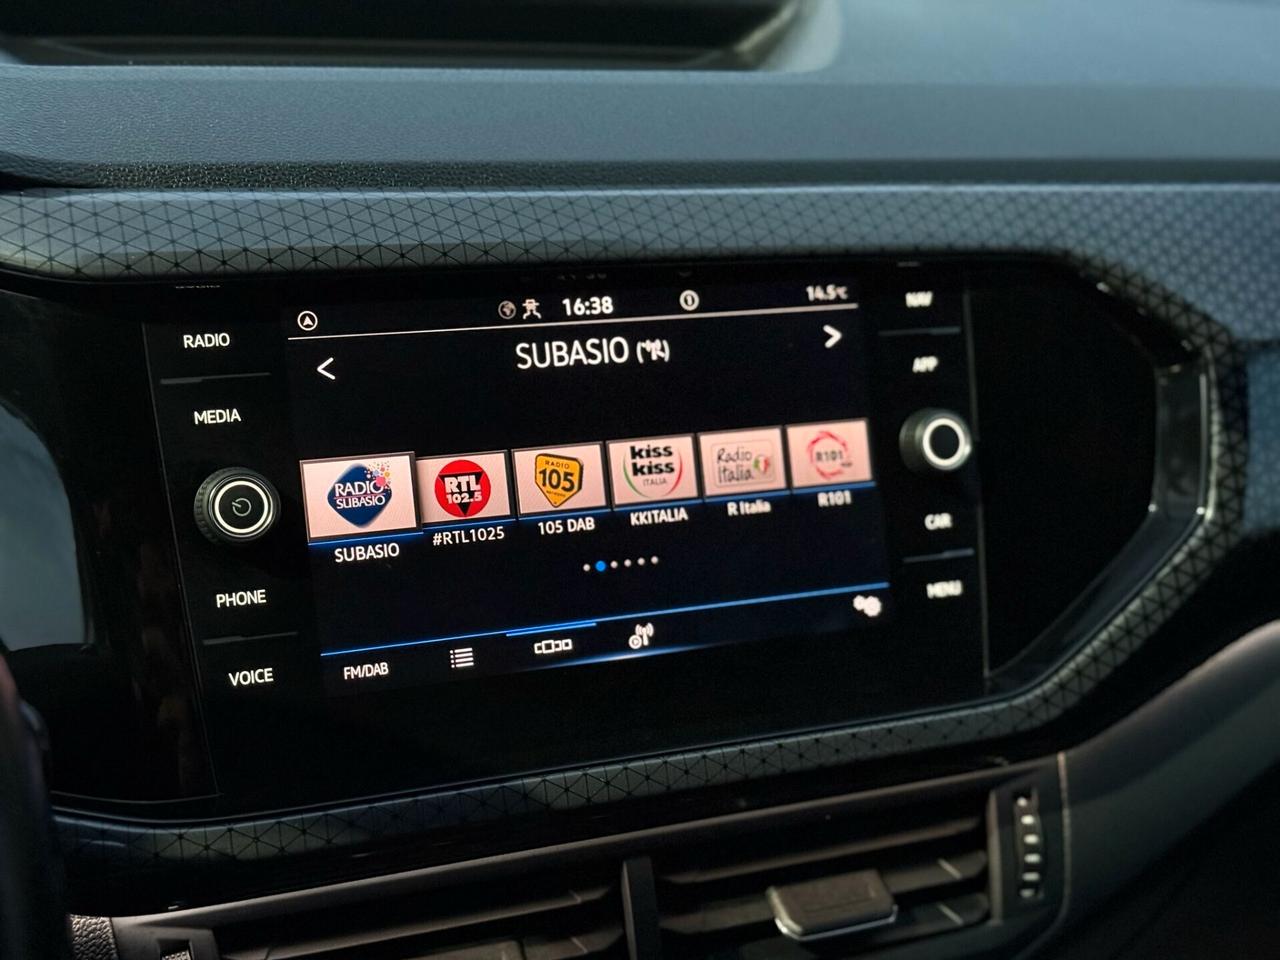 16:38
14.5°C
SUBASIO
RADIO
MEDIA
PHONE
VOICE
NAV
APP
CAR
MENU
RADIO
SUBASIO
RTL
102.5
RADIO
105
kiss
kiss
ITALIA
Radio
Italia
R101
SUBASIO
#RTL1025
105 DAB
KKITALIA
R Italia
R101
FM/DAB